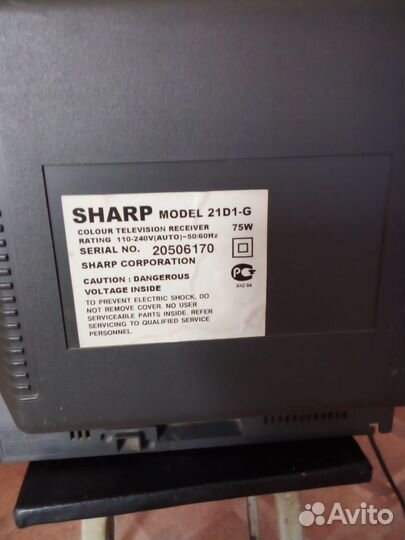 SHARP MODEL 21D1-G
COLOUR TELEVISION RECEIVER 75W
RATING 110-240V(AUTO)~50/60Hz
SERIAL NO. 20506170
SHARP CORPORATION
CAUTION : DANGEROUS
VOLTAGE INSIDE
TO PREVENT ELECTRIC SHOCK, DO
NOT REMOVE COVER. NO USER
SERVICEABLE PARTS INSIDE. REFER
SERVICING TO QUALIFIED SERVICE
PERSONNEL.
Avito